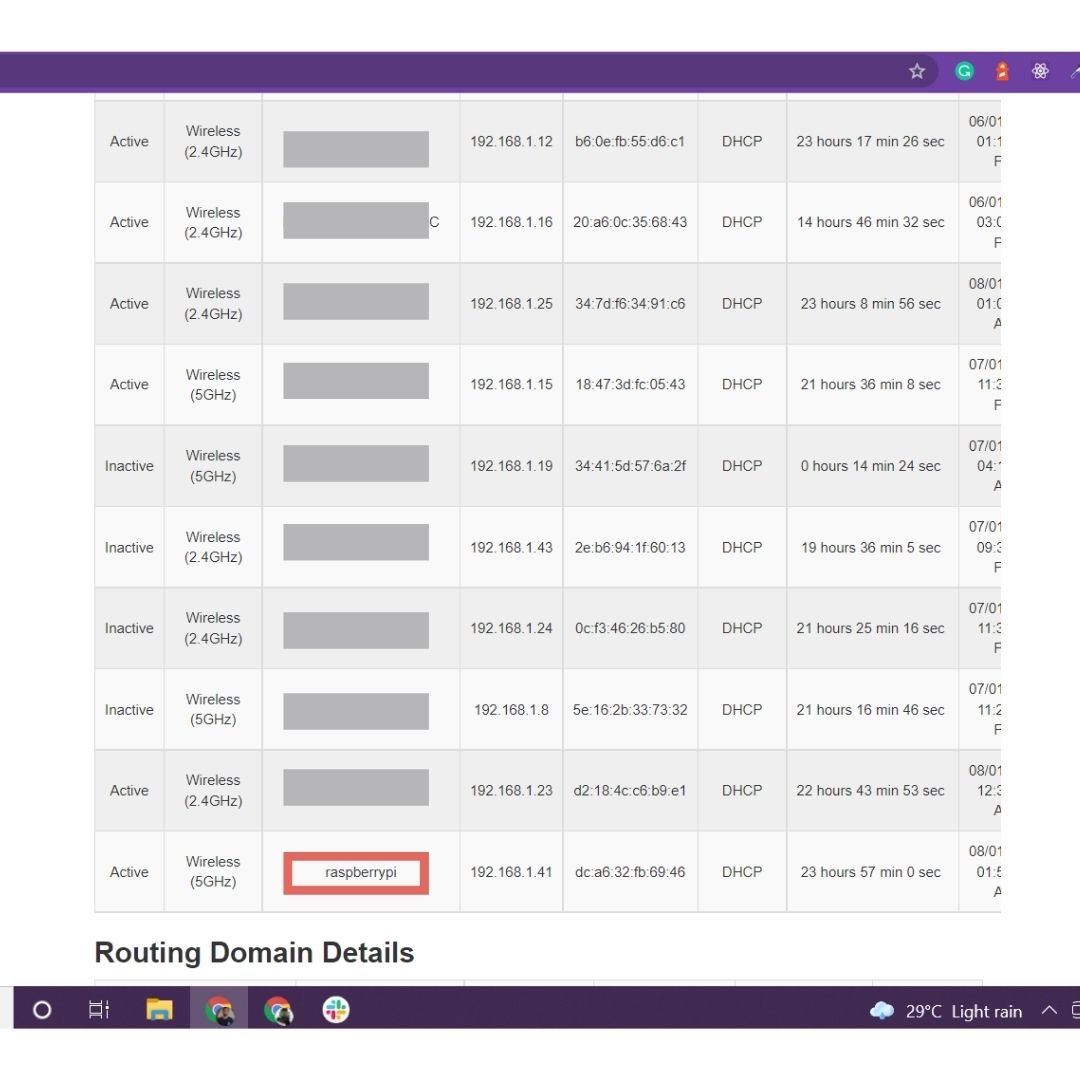 Active Wireless (2.4GHz) 192.168.1.12 b6:0e:fb:55:d6:c1 DHCP 23 hours 17 min 26 sec 06/01 01:1 F
Active Wireless (2.4GHz) C 192.168.1.16 20:a6:0c:35:68:43 DHCP 14 hours 46 min 32 sec 06/01 03:0 F
Active Wireless (2.4GHz) 192.168.1.25 34:7d:f6:34:91:c6 DHCP 23 hours 8 min 56 sec 08/01 01:0 A
Active Wireless (5GHz) 192.168.1.15 18:47:3d:fc:05:43 DHCP 21 hours 36 min 8 sec 07/01 11:3 F
Inactive Wireless (5GHz) 192.168.1.19 34:41:5d:57:6a:2f DHCP 0 hours 14 min 24 sec 07/01 04:1 A
Inactive Wireless (2.4GHz) 192.168.1.43 2e:b6:94:1f:60:13 DHCP 19 hours 36 min 5 sec 07/01 09:3 F
Inactive Wireless (2.4GHz) 192.168.1.24 0c:f3:46:26:b5:80 DHCP 21 hours 25 min 16 sec 07/01 11:3 F
Inactive Wireless (5GHz) 192.168.1.8 5e:16:2b:33:73:32 DHCP 21 hours 16 min 46 sec 07/01 11:2 F
Active Wireless (2.4GHz) 192.168.1.23 d2:18:4c:c6:b9:e1 DHCP 22 hours 43 min 53 sec 08/01 12:3 A
Active Wireless (5GHz) raspberrypi 192.168.1.41 dc:a6:32:fb:69:46 DHCP 23 hours 57 min 0 sec 08/01 01:5 A
Routing Domain Details
29°C Light rain